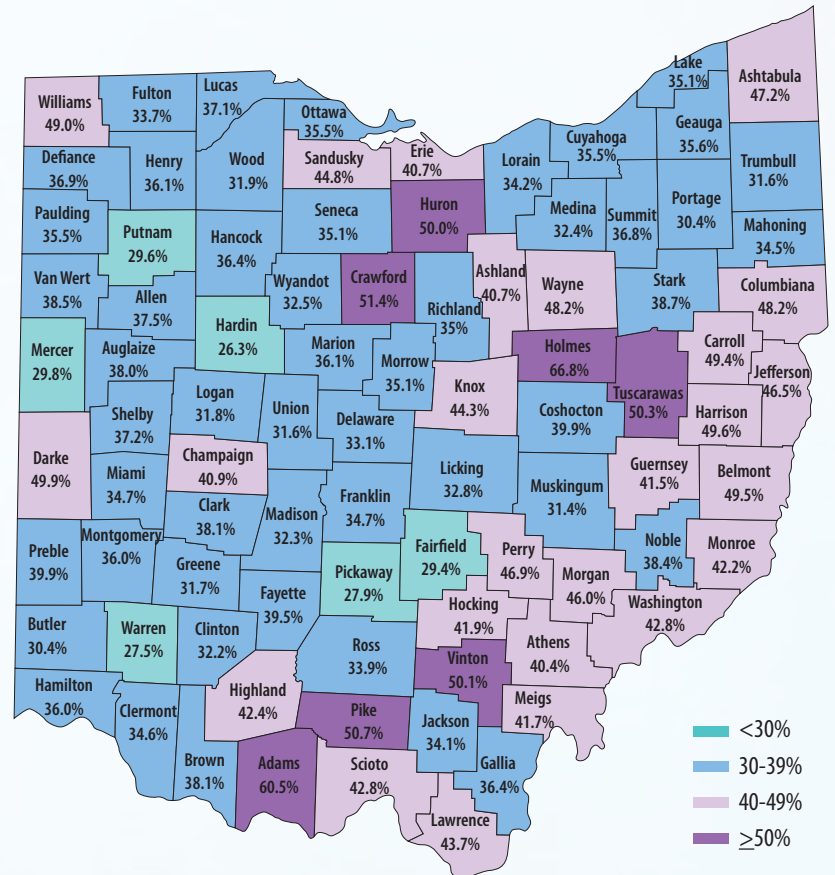 Williams
49.0%
Fulton
33.7%
Lucas
37.1%
Ottawa
35.5%
Lake
35.1%
Ashtabula
47.2%
Geauga
35.6%
Cuyahoga
35.5%
Defiance
36.9%
Henry
36.1%
Wood
31.9%
Sandusky
44.8%
Erie
40.7%
Lorain
34.2%
Trumbull
31.6%
Paulding
35.5%
Putnam
29.6%
Hancock
36.4%
Seneca
35.1%
Huron
50.0%
Medina
32.4%
Summit
36.8%
Portage
30.4%
Mahoning
34.5%
Van Wert
38.5%
Allen
37.5%
Wyandot
32.5%
Crawford
51.4%
Richland
35%
Ashland
40.7%
Wayne
48.2%
Stark
38.7%
Columbiana
48.2%
Mercer
29.8%
Auglaize
38.0%
Hardin
26.3%
Marion
36.1%
Morrow
35.1%
Holmes
66.8%
Carroll
49.4%
Jefferson
46.5%
Tuscarawas
50.3%
Shelby
37.2%
Logan
31.8%
Union
31.6%
Delaware
33.1%
Knox
44.3%
Coshocton
39.9%
Harrison
49.6%
Darke
49.9%
Miami
34.7%
Champaign
40.9%
Licking
32.8%
Guernsey
41.5%
Belmont
49.5%
Clark
38.1%
Madison
32.3%
Franklin
34.7%
Muskingum
31.4%
Preble
39.9%
Montgomery
36.0%
Greene
31.7%
Fairfield
29.4%
Perry
46.9%
Noble
38.4%
Monroe
42.2%
Pickaway
27.9%
Fayette
39.5%
Morgan
46.0%
Washington
42.8%
Butler
30.4%
Warren
27.5%
Clinton
32.2%
Ross
33.9%
Hocking
41.9%
Athens
40.4%
Vinton
50.1%
Hamilton
36.0%
Clermont
34.6%
Highland
42.4%
Pike
50.7%
Jackson
34.1%
Meigs
41.7%
Brown
38.1%
Adams
60.5%
Scioto
42.8%
Gallia
36.4%
Lawrence
43.7%
<30%
30-39%
40-49%
≥50%